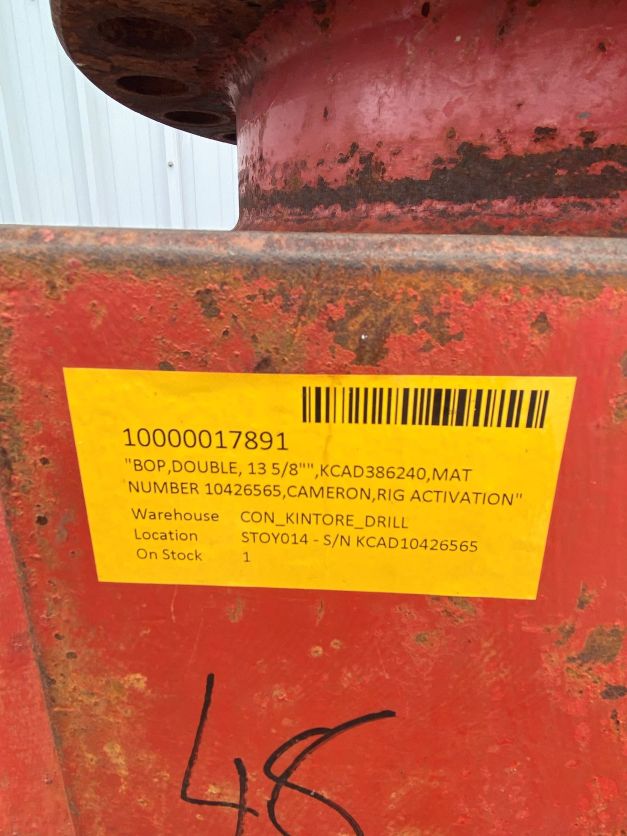 10000017891
"BOP,DOUBLE, 13 5/8"",KCAD386240,MAT
NUMBER 10426565,CAMERON,RIG ACTIVATION"
Warehouse CON_KINTORE_DRILL
Location STOY014 - S/N KCAD10426565
On Stock 1
48